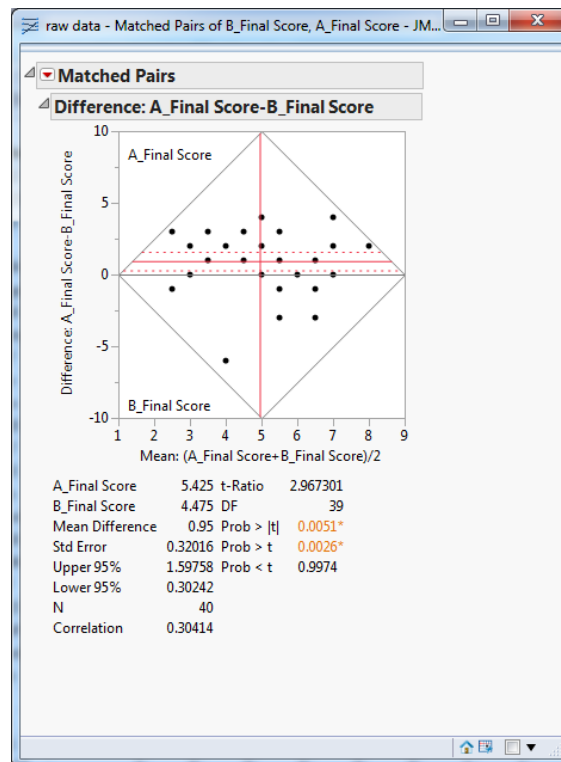 raw data - Matched Pairs of B_Final Score, A_Final Score - JM...
Matched Pairs
Difference: A_Final Score-B_Final Score
Difference: A_Final Score-B_Final Score
10
5
0
-5
-10
A_Final Score
B_Final Score
1 2 3 4 5 6 7 8 9
Mean: (A_Final Score+B_Final Score)/2
A_Final Score 5.425 t-Ratio 2.967301
B_Final Score 4.475 DF 39
Mean Difference 0.95 Prob > |t| 0.0051*
Std Error 0.32016 Prob > t 0.0026*
Upper 95% 1.59758 Prob < t 0.9974
Lower 95% 0.30242
N 40
Correlation 0.30414